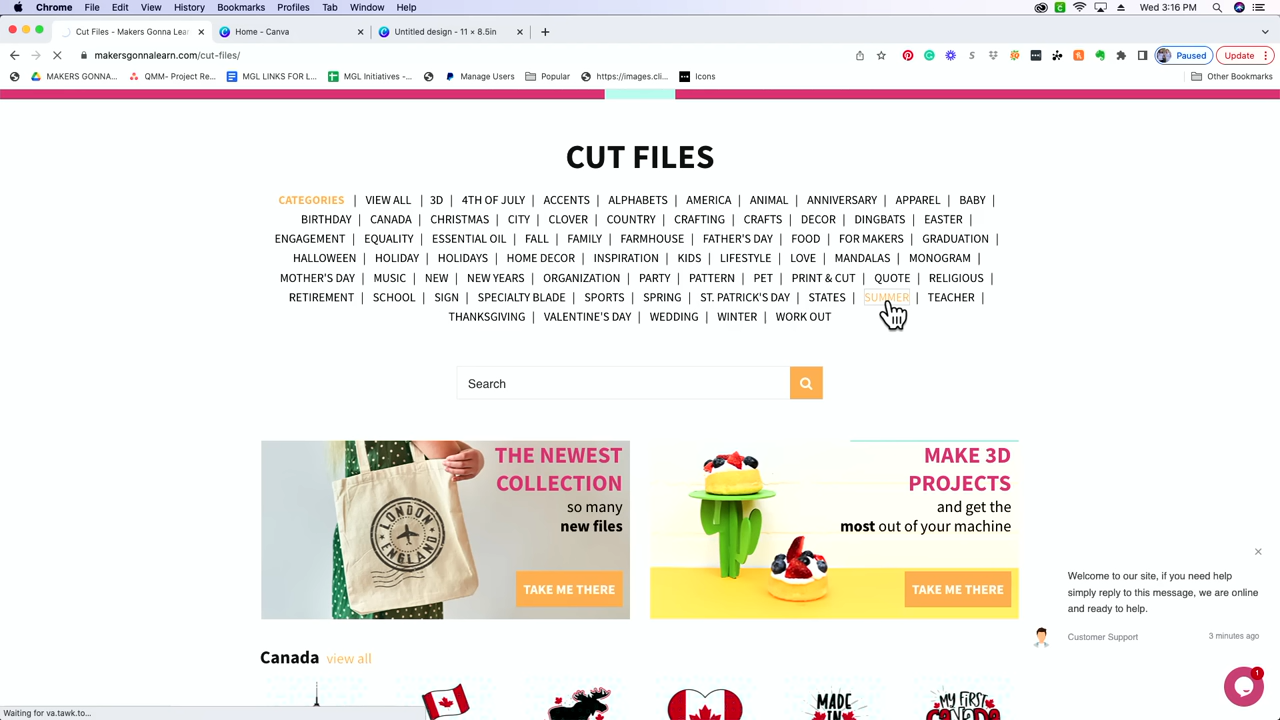 Chrome File Edit View History Bookmarks Profiles Tab Window Help Wed 3:16 PM
Cut Files - Makers Gonna Lear Home - Canva Untitled design - 11 × 8.5in
makersgonnalearn.com/cut-files/ Paused Update
MAKERS GONNA... QMM- Project Re... MGL LINKS FOR L... MGL Initiatives -... Manage Users Popular https://images.cli... Icons Other Bookmarks
CUT FILES
CATEGORIES | VIEW ALL | 3D | 4TH OF JULY | ACCENTS | ALPHABETS | AMERICA | ANIMAL | ANNIVERSARY | APPAREL | BABY |
BIRTHDAY | CANADA | CHRISTMAS | CITY | CLOVER | COUNTRY | CRAFTING | CRAFTS | DECOR | DINGBATS | EASTER |
ENGAGEMENT | EQUALITY | ESSENTIAL OIL | FALL | FAMILY | FARMHOUSE | FATHER'S DAY | FOOD | FOR MAKERS | GRADUATION |
HALLOWEEN | HOLIDAY | HOLIDAYS | HOME DECOR | INSPIRATION | KIDS | LIFESTYLE | LOVE | MANDALAS | MONOGRAM |
MOTHER'S DAY | MUSIC | NEW | NEW YEARS | ORGANIZATION | PARTY | PATTERN | PET | PRINT & CUT | QUOTE | RELIGIOUS |
RETIREMENT | SCHOOL | SIGN | SPECIALTY BLADE | SPORTS | SPRING | ST. PATRICK'S DAY | STATES | SUMMER | TEACHER |
THANKSGIVING | VALENTINE'S DAY | WEDDING | WINTER | WORK OUT
Search
THE NEWEST
COLLECTION
so many
new files
TAKE ME THERE
LONDON
ENGLAND
MAKE 3D
PROJECTS
and get the
most out of your machine
TAKE ME THERE
Welcome to our site, if you need help
simply reply to this message, we are online
and ready to help.
Customer Support 3 minutes ago
1
Canada view all
MADE
IN
MY FIRST
CANADA
Waiting for va.tawk.to...